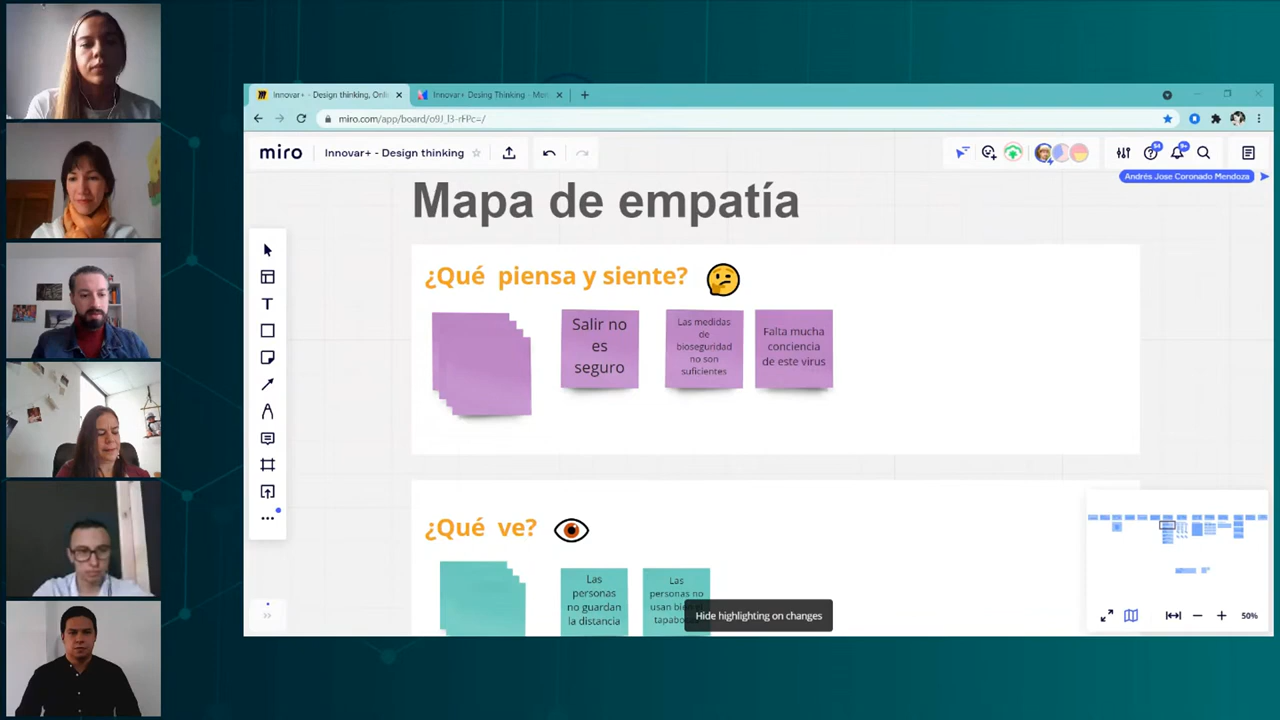 Innovar+ - Design thinking, Onli
Innovar+ Desing Thinking - Men
miro.com/app/board/o9J_l3-rFPc=/
miro
Innovar+ - Design thinking
Andrés Jose Coronado Mendoza
Mapa de empatía
¿Qué piensa y siente?
Salir no
es
seguro
Las medidas
de
bioseguridad
no son
suficientes
Falta mucha
conciencia
de este virus
¿Qué ve?
Las
personas
no guardan
la distancia
Las
personas no
usan bien
tapabo
Hide highlighting on changes
50%